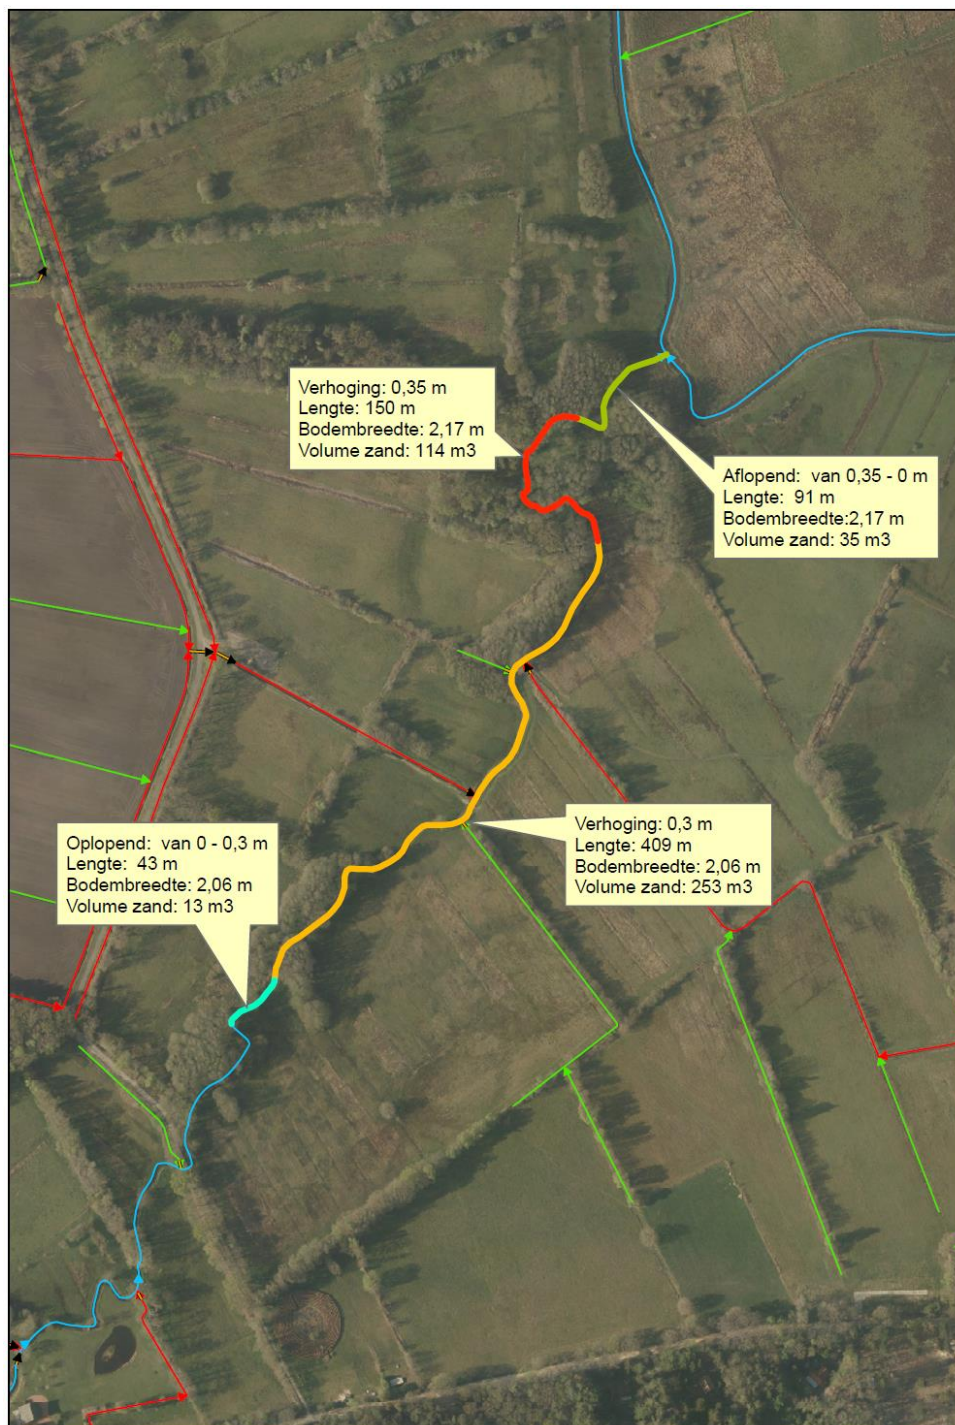 Verhoging: 0,35 m
Lengte: 150 m
Bodembreedte: 2,17 m
Volume zand: 114 m3
Aflopend:  van 0,35 - 0 m
Lengte:  91 m
Bodembreedte:2,17 m
Volume zand: 35 m3
Oplopend:  van 0 - 0,3 m
Lengte:  43 m
Bodembreedte: 2,06 m
Volume zand: 13 m3
Verhoging: 0,3 m
Lengte: 409 m
Bodembreedte: 2,06 m
Volume zand: 253 m3